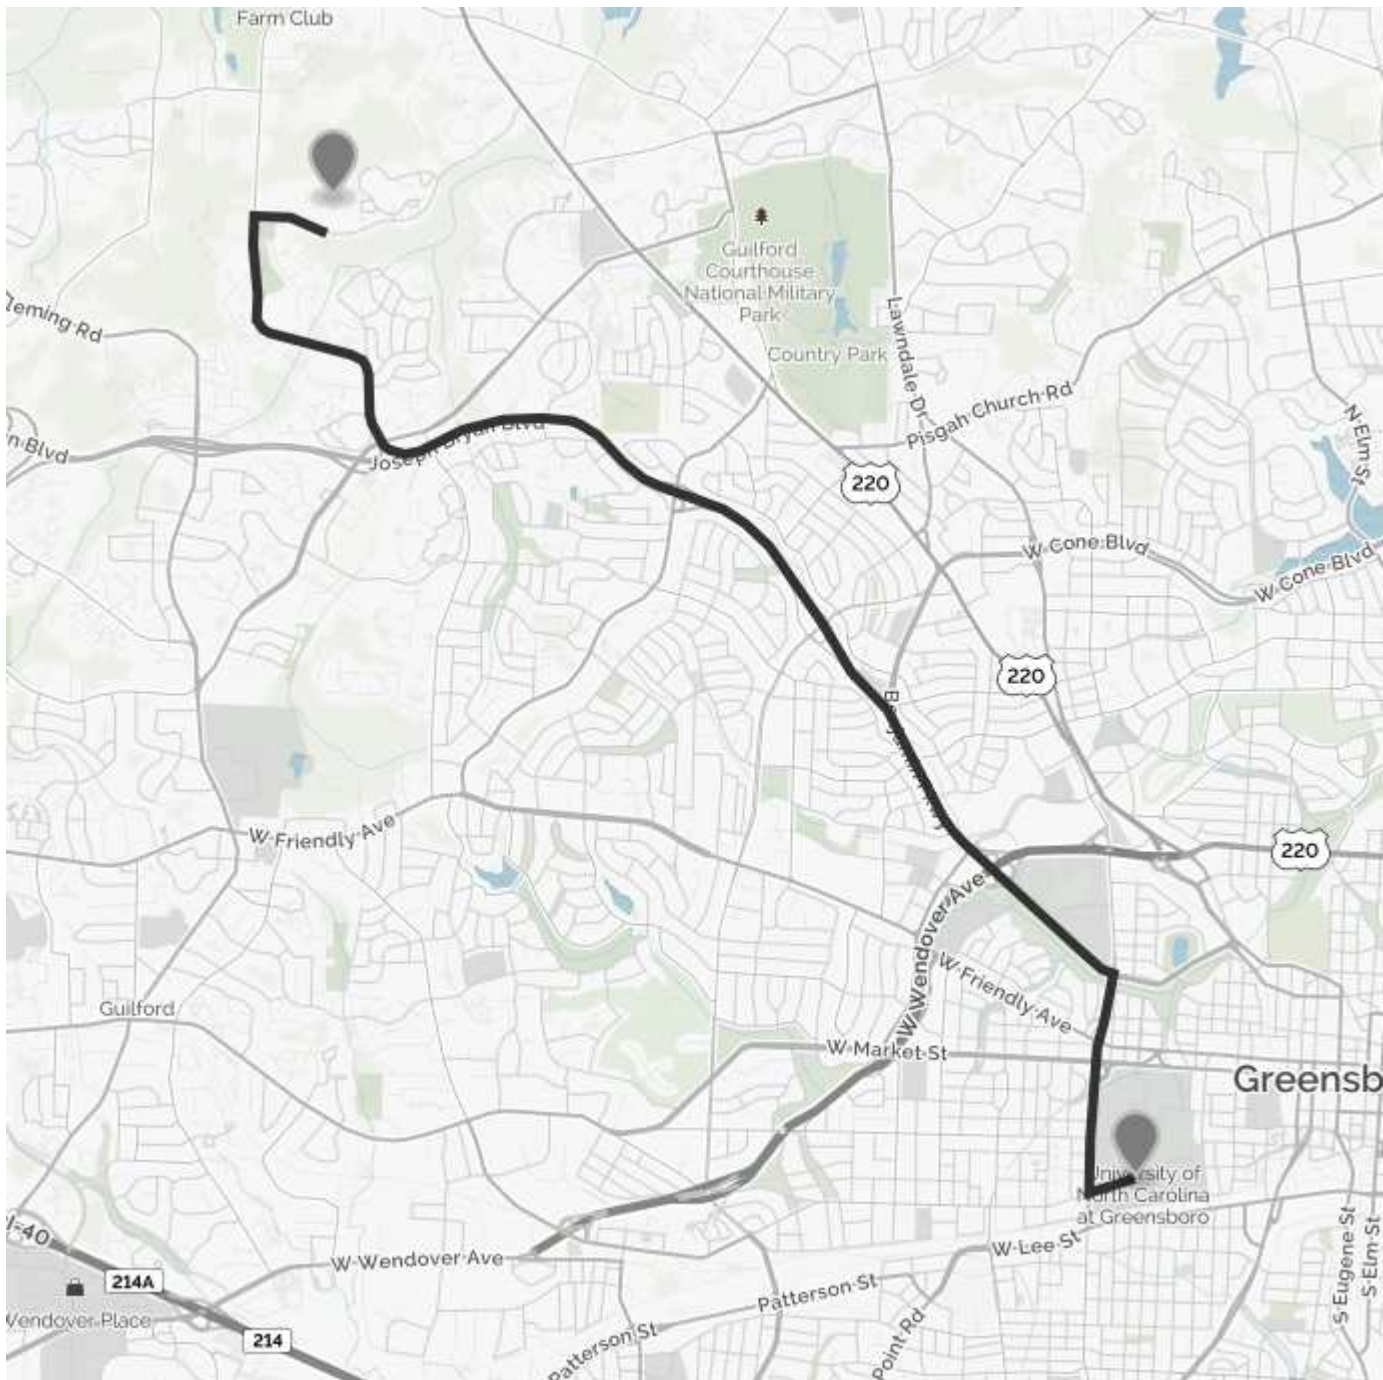 Farm Club
Guilford
Courthouse
National Military
Park
Country Park
Lawndale Dr
Fleming Rd
Pisgah Church Rd
N Elm St
n Blvd
Joseph Bryan Blvd
220
W Cone Blvd
W Cone Blvd
220
W Friendly Ave
220
W Wendover Ave
W Friendly Ave
Guilford
W Market St
Greensb
University of
North Carolina
at Greensboro
I-40
W Wendover Ave
W Lee St
214A
Patterson St
S Eugene St
S Elm St
Wendover Place
214
Patterson St
Point Rd